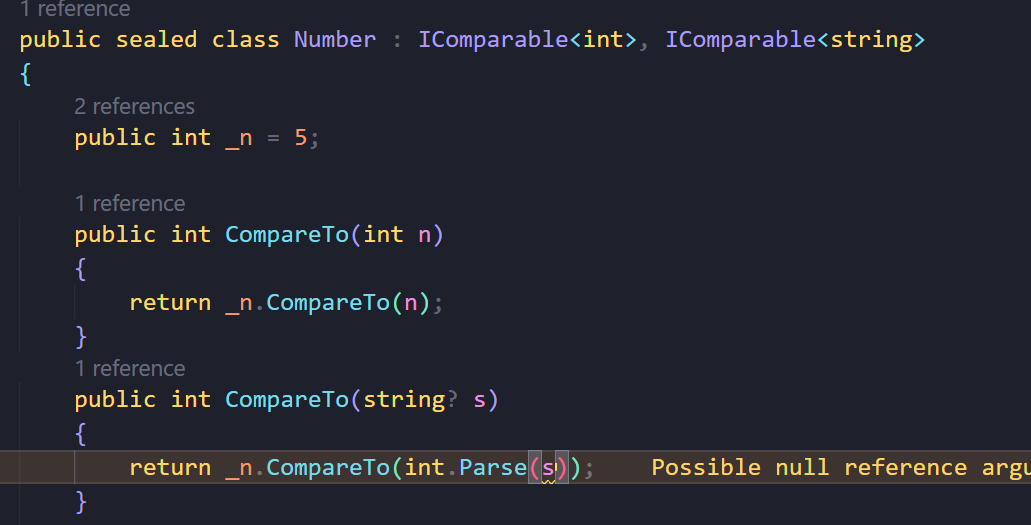 1 reference
public sealed class Number : IComparable<int>, IComparable<string>
{
2 references
public int _n = 5;
1 reference
public int CompareTo(int n)
{
return _n.CompareTo(n);
}
1 reference
public int CompareTo(string? s)
{
return _n.CompareTo(int.Parse(s)); Possible null reference argu
}